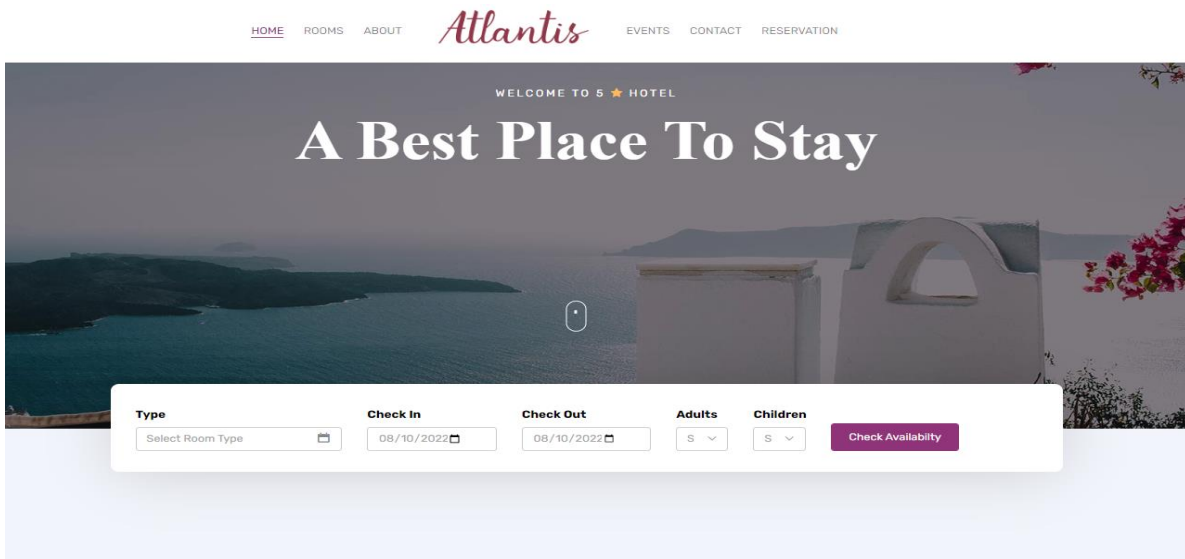 HOME ROOMS ABOUT Atlantis EVENTS CONTACT RESERVATION
WELCOME TO 5 ⭐ HOTEL
A Best Place To Stay
Type Check In Check Out Adults Children
Select Room Type 08/10/2022 08/10/2022 S S Check Availabilty